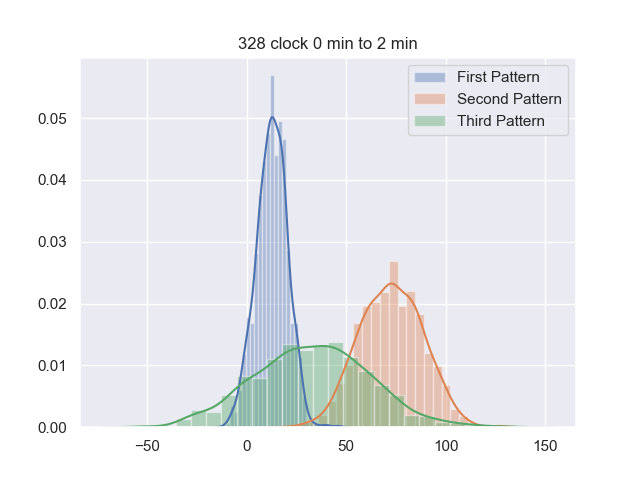 328 clock 0 min to 2 min
First Pattern
Second Pattern
Third Pattern
0.05
0.04
0.03
0.02
0.01
0.00
−50 0 50 100 150